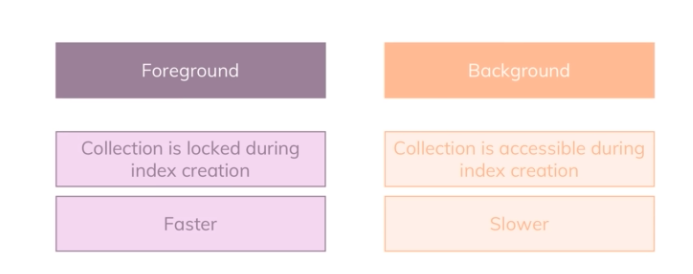 Foreground
Background
Collection is locked during
index creation
Collection is accessible during
index creation
Faster
Slower